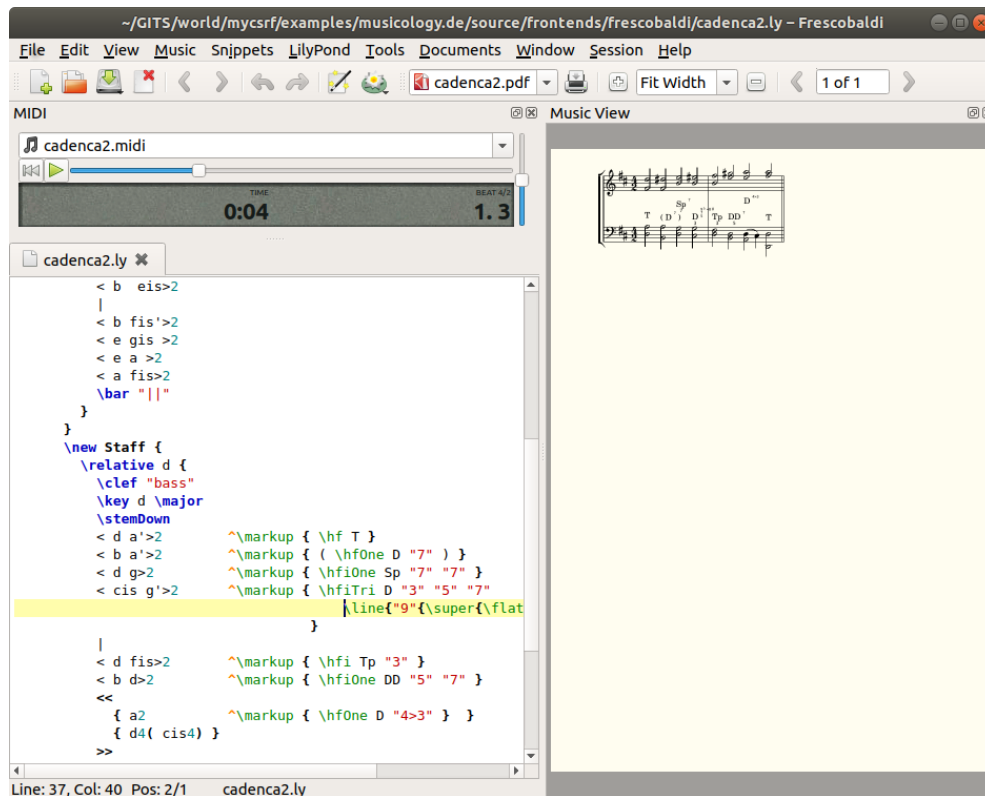 ~/GITS/world/mycsrf/examples/musicology.de/source/frontends/frescobaldi/cadenca2.ly – Frescobaldi
File Edit View Music Snippets LilyPond Tools Documents Window Session Help
cadenca2.pdf Fit Width 1 of 1
MIDI
Music View
cadenca2.midi
TIME BEAT 4/2
0:04 1. 3
cadenca2.ly
< b  eis>2
|
< b fis'>2
< e gis >2
< e a >2
< a fis>2
\bar "||"
}
}
\new Staff {
\relative d {
\clef "bass"
\key d \major
\stemDown
< d a'>2 ^\markup { \hf T }
< b a'>2 ^\markup { ( \hfOne D "7" ) }
< d g>2 ^\markup { \hfiOne Sp "7" "7" }
< cis g'>2 ^\markup { \hfiTri D "3" "5" "7"
\line{"9"{\super{\flat
}
|
< d fis>2 ^\markup { \hfi Tp "3" }
< b d>2 ^\markup { \hfiOne DD "5" "7" }
<<
{ a2 ^\markup { \hfOne D "4>3" }  }
{ d4( cis4) }
>>
Line: 37, Col: 40 Pos: 2/1 cadenca2.ly
Sp D
T (D ) D Tp DD T